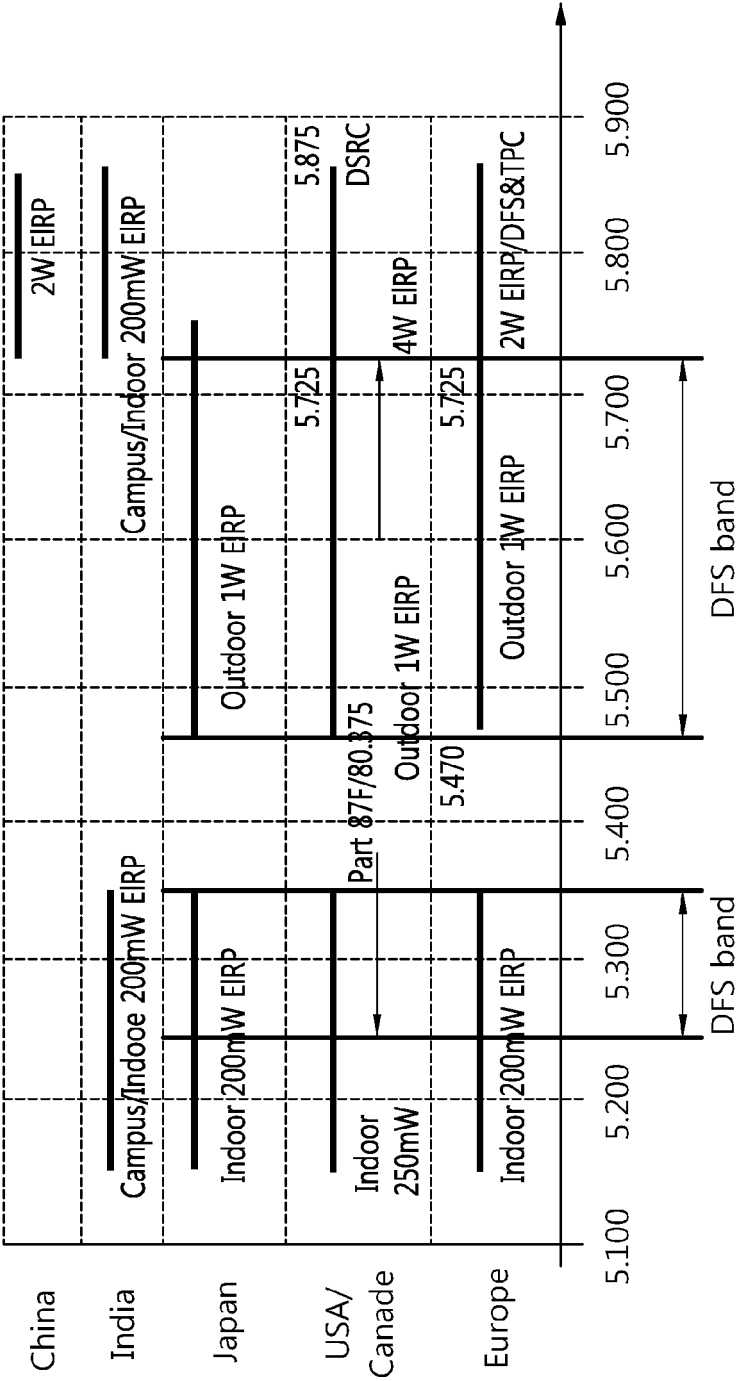 China
2W EIRP
India
Campus/Indooe 200mW EIRP
Campus/Indoor 200mW EIRP
Japan
Indoor 200mW EIRP
Outdoor 1W EIRP
USA/
Canade
Indoor
250mW
Part 87F/80.375
Outdoor 1W EIRP
5.725
4W EIRP
5.875
DSRC
Europe
Indoor 200mW EIRP
5.470
Outdoor 1W EIRP
5.725
2W EIRP/DFS&TPC
5.100
5.200
5.300
5.400
5.500
5.600
5.700
5.800
5.900
DFS band
DFS band